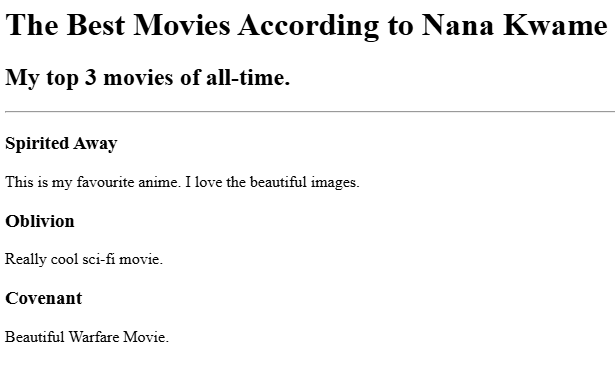 The Best Movies According to Nana Kwame
My top 3 movies of all-time.
Spirited Away
This is my favourite anime. I love the beautiful images.
Oblivion
Really cool sci-fi movie.
Covenant
Beautiful Warfare Movie.